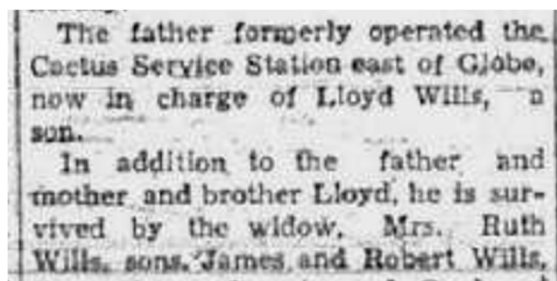 The father formerly operated the
Cactus Service Station east of Globe,
now in charge of Lloyd Wills, a
son.
In addition to the father and
mother and brother Lloyd, he is sur-
vived by the widow, Mrs. Ruth
Wills, sons, James and Robert Wills,